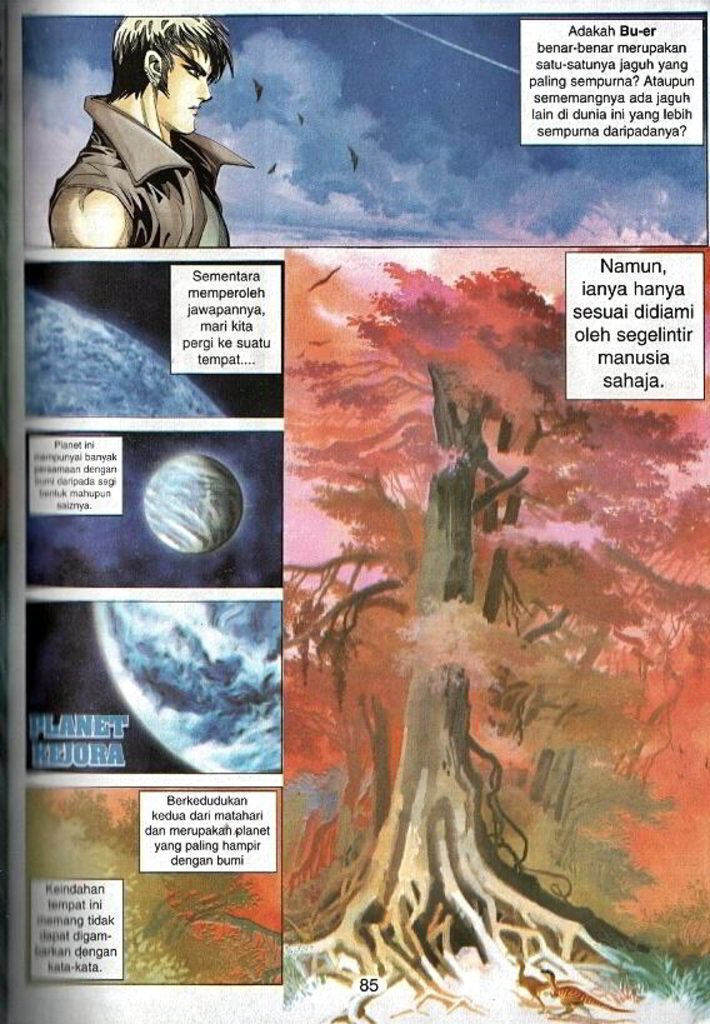 Adakah Bu-er
benar-benar merupakan
satu-satunya jaguh yang
paling sempurna? Ataupun
sememangnya ada jaguh
lain di dunia ini yang lebih
sempurna daripadanya?
Sementara
memperoleh
jawapannya,
mari kita
pergi ke suatu
tempat....
Planet ini
mempunyai banyak
persamaan dengan
bumi daripada segi
bentuk mahupun
saiznya.
PLANET
KEJORA
Berkedudukan
kedua dari matahari
dan merupakan planet
yang paling hampir
dengan bumi
Keindahan
tempat ini
memang tidak
dapat digam-
barkan dengan
kata-kata.
Namun,
ianya hanya
sesuai didiami
oleh segelintir
manusia
sahaja.
85